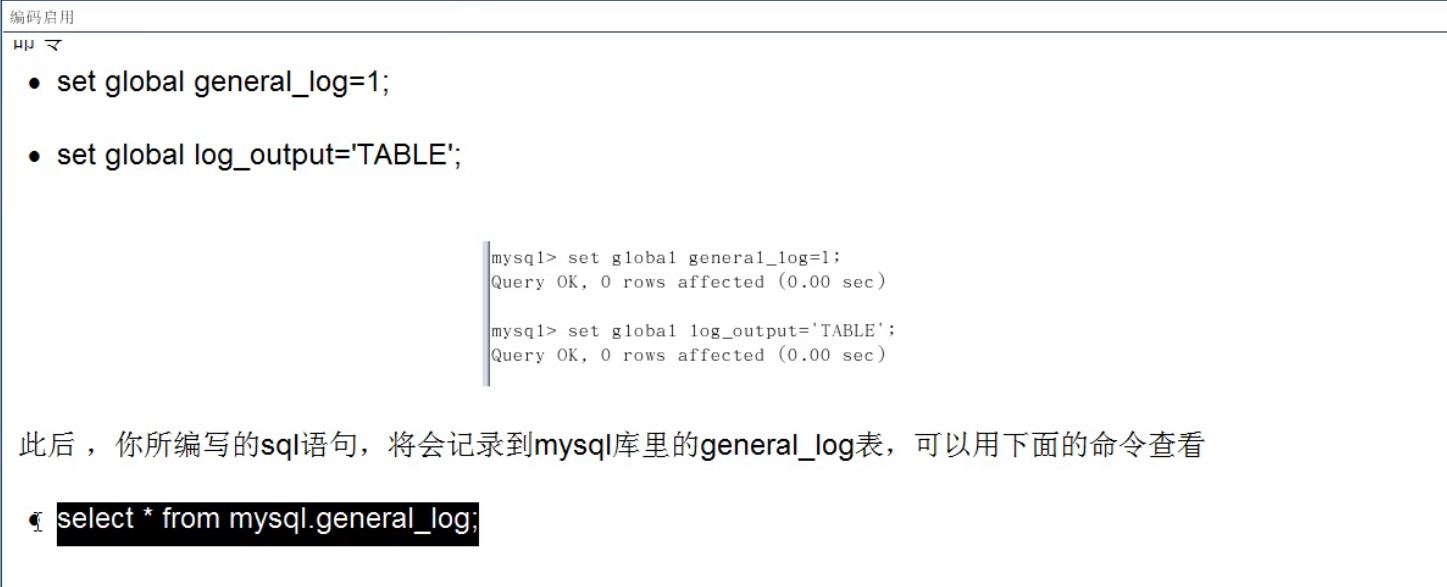 编码启用
命令
set global general_log=1;
set global log_output='TABLE';
mysql> set global general_log=1;
Query OK, 0 rows affected (0.00 sec)
mysql> set global log_output='TABLE';
Query OK, 0 rows affected (0.00 sec)
此后 ，你所编写的sql语句，将会记录到mysql库里的general_log表，可以用下面的命令查看
select * from mysql.general_log;